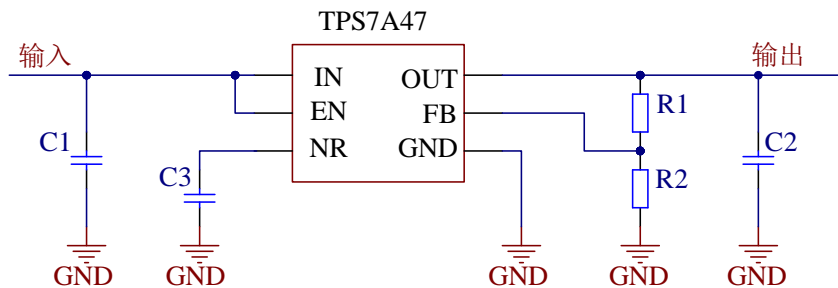 TPS7A47
输入
输出
IN
OUT
EN
FB
NR
GND
R1
R2
C1
C2
C3
GND
GND
GND
GND
GND